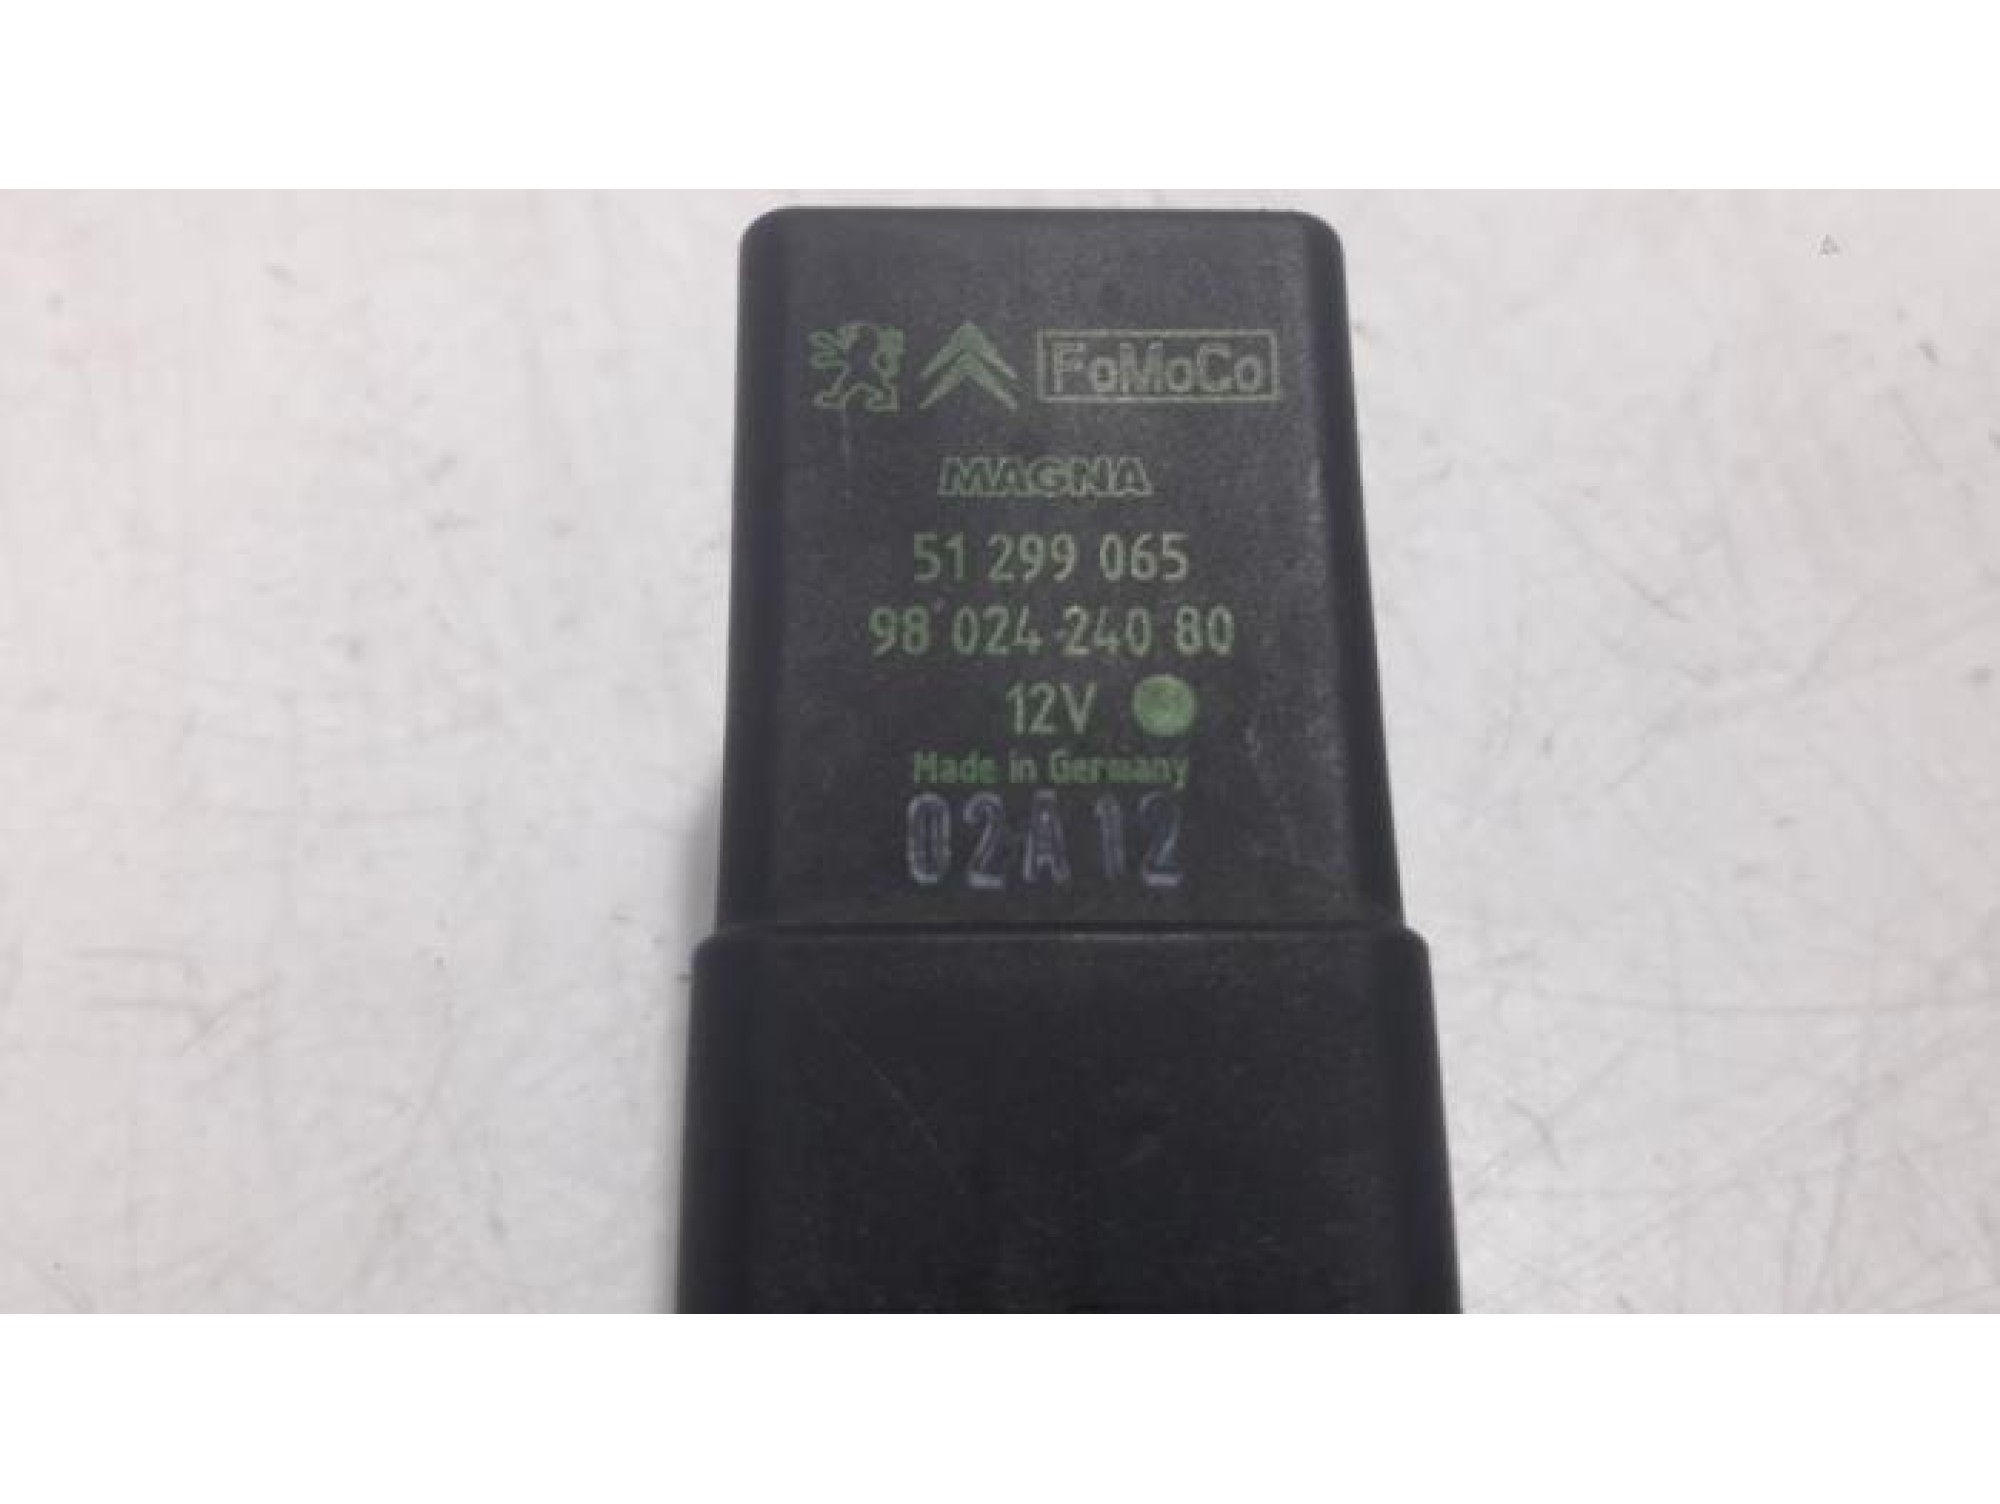 FoMoCo
MAGNA
51 299 065
98 024 240 80
12V
Made in Germany
02A12